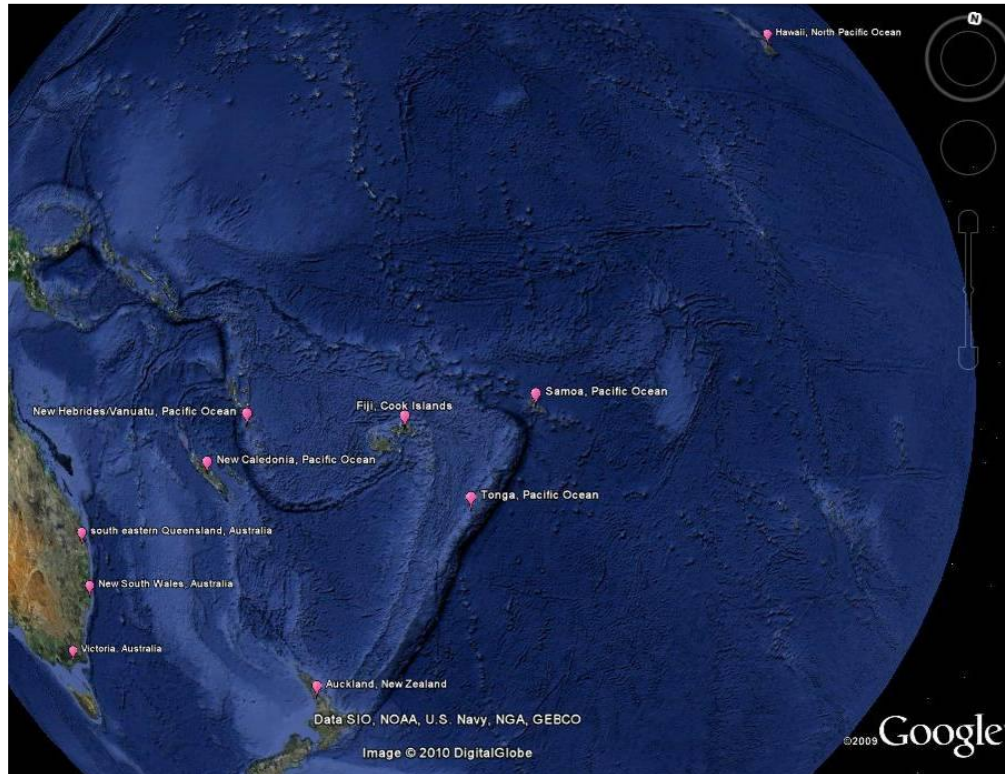 N
Hawaii, North Pacific Ocean
Samoa, Pacific Ocean
Fiji, Cook Islands
New Hebrides/Vanuatu, Pacific Ocean
New Caledonia, Pacific Ocean
Tonga, Pacific Ocean
south eastern Queensland, Australia
New South Wales, Australia
Victoria, Australia
Auckland, New Zealand
Data SIO, NOAA, U.S. Navy, NGA, GEBCO
Image © 2010 DigitalGlobe
©2009 Google